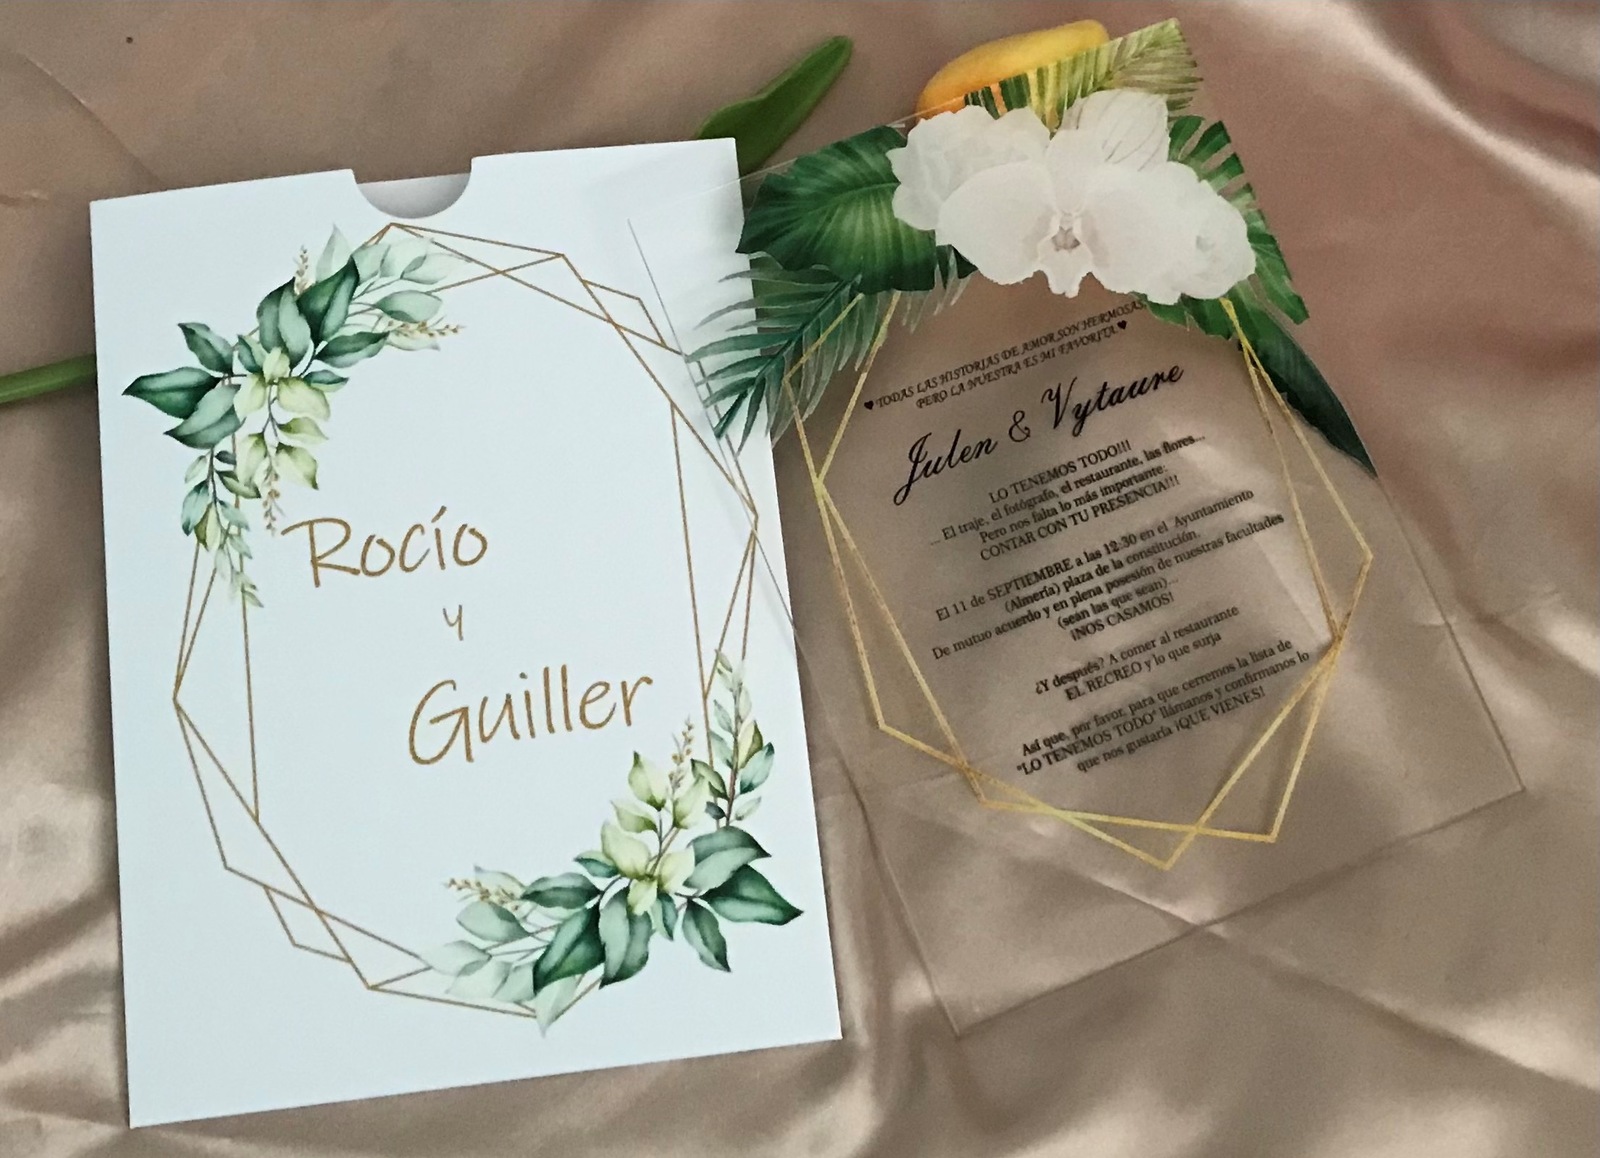 Rocío
y
Guiller
♥TODAS LAS HISTORIAS DE AMOR SON HERMOSAS,
PERO LA NUESTRA ES MI FAVORITA♥
Julen & Vytaure
LO TENEMOS TODO!!!
... El traje, el fotógrafo, el restaurante, las flores...
Pero nos falta lo más importante:
CONTAR CON TU PRESENCIA!!!
El 11 de SEPTIEMBRE a las 12:30 en el Ayuntamiento
(Almería) plaza de la constitución.
De mutuo acuerdo y en plena posesión de nuestras facultades
(sean las que sean)...
¡NOS CASAMOS!
¿Y después? A comer al restaurante
EL RECREO y lo que surja
Así que, por favor, para que cerremos la lista de
"LO TENEMOS TODO" llámanos y confirmanos lo
que nos gustaría ¡QUE VIENES!